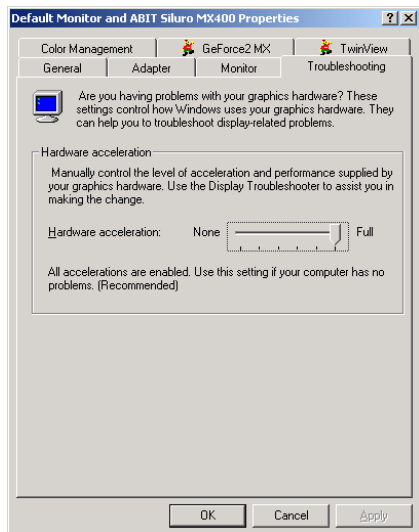 Default Monitor and ABIT Siluro MX400 Properties
Color Management
GeForce2 MX
TwinView
General
Adapter
Monitor
Troubleshooting
Are you having problems with your graphics hardware? These
settings control how Windows uses your graphics hardware. They
can help you to troubleshoot display-related problems.
Hardware acceleration
Manually control the level of acceleration and performance supplied by
your graphics hardware. Use the Display Troubleshooter to assist you in
making the change.
Hardware acceleration: None Full
All accelerations are enabled. Use this setting if your computer has no
problems. (Recommended)
OK Cancel Apply